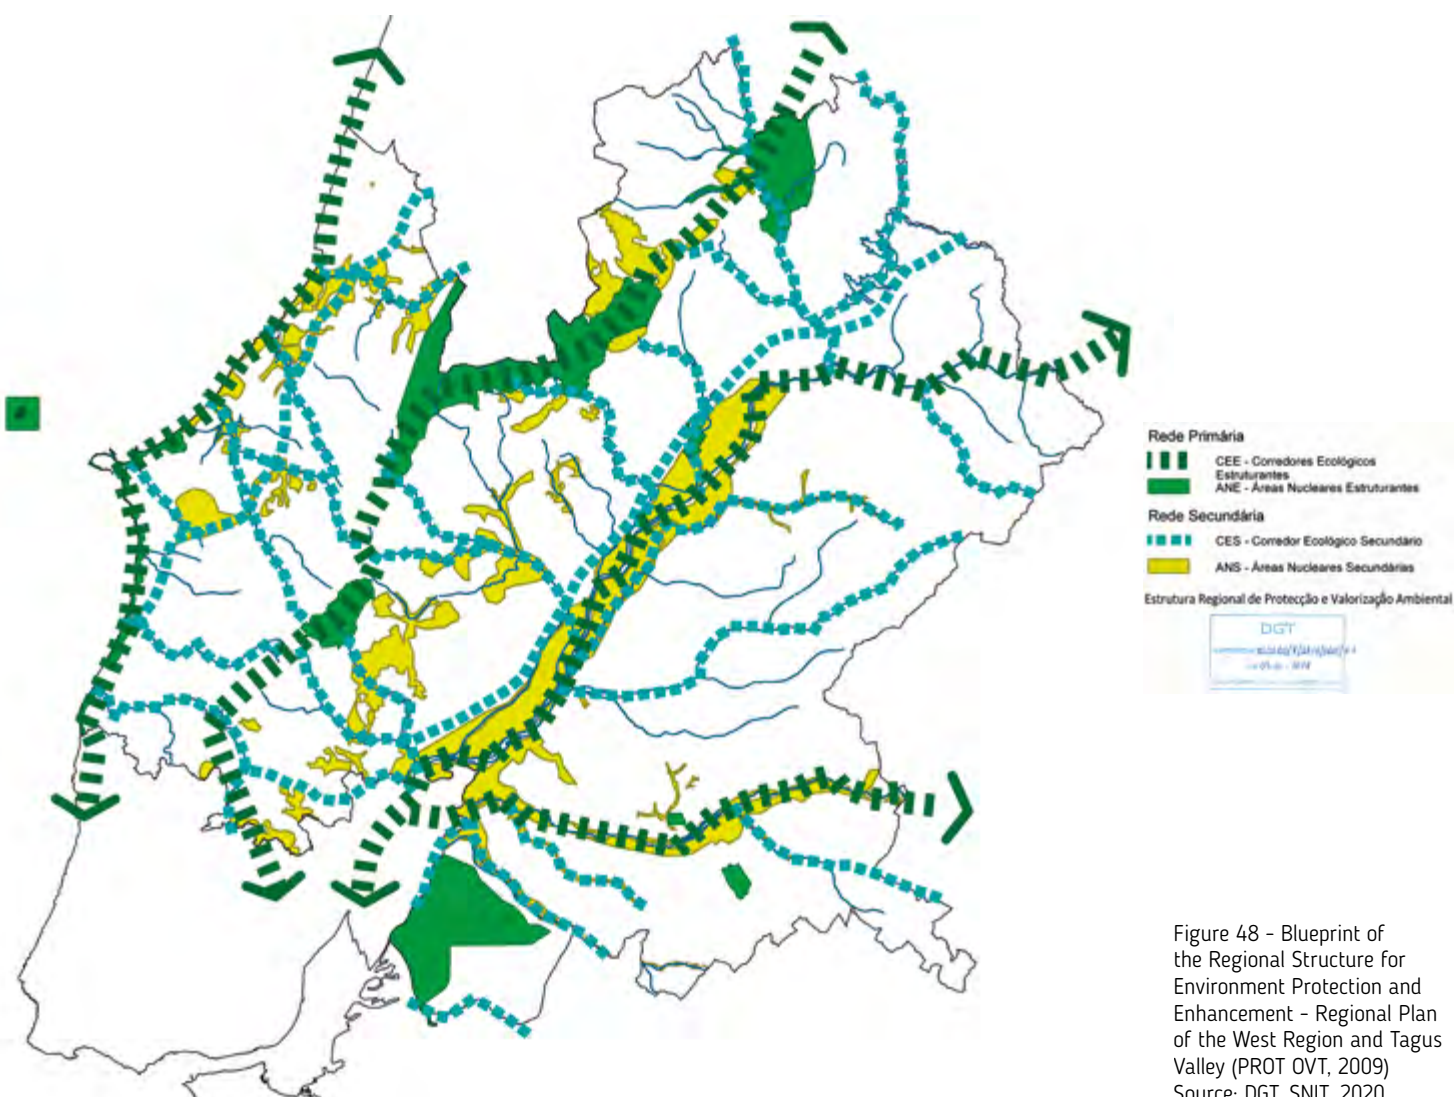 Rede Primária
CEE - Corredores Ecológicos
Estruturantes
ANE - Áreas Nucleares Estruturantes
Rede Secundária
CES - Corredor Ecológico Secundário
ANS - Áreas Nucleares Secundárias
Estrutura Regional de Protecção e Valorização Ambiental
DGT
Figure 48 - Blueprint of
the Regional Structure for
Environment Protection and
Enhancement - Regional Plan
of the West Region and Tagus
Valley (PROT OVT, 2009)
Source: DGT, SNIT, 2020